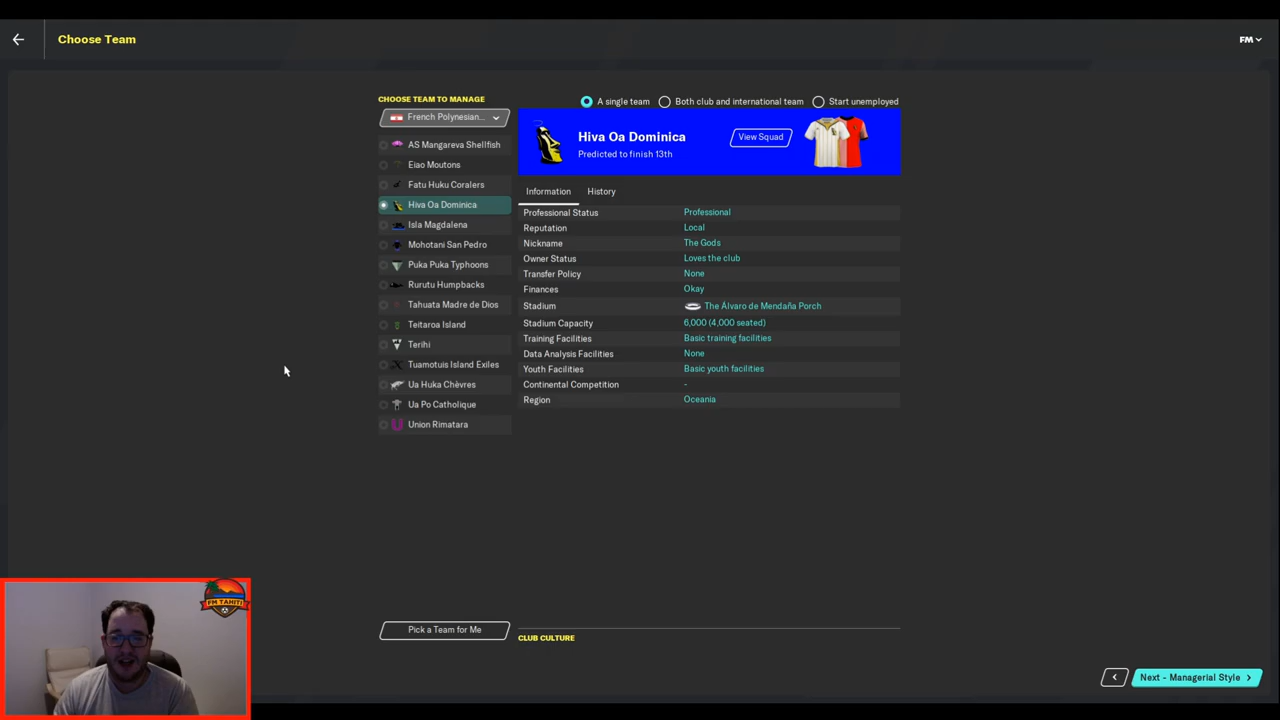 Choose Team
FM
CHOOSE TEAM TO MANAGE
A single team
Both club and international team
Start unemployed
French Polynesian...
AS Mangareva Shellfish
Eiao Moutons
Fatu Huku Coralers
Hiva Oa Dominica
Isla Magdalena
Mohotani San Pedro
Puka Puka Typhoons
Rurutu Humpbacks
Tahuata Madre de Dios
Teitaroa Island
Terihi
Tuamotuis Island Exiles
Ua Huka Chèvres
Ua Po Catholique
Union Rimatara
Pick a Team for Me
Hiva Oa Dominica
Predicted to finish 13th
View Squad
Information History
Professional Status Professional
Reputation Local
Nickname The Gods
Owner Status Loves the club
Transfer Policy None
Finances Okay
Stadium The Álvaro de Mendaña Porch
Stadium Capacity 6,000 (4,000 seated)
Training Facilities Basic training facilities
Data Analysis Facilities None
Youth Facilities Basic youth facilities
Continental Competition -
Region Oceania
CLUB CULTURE
Next - Managerial Style
FM TAHITI